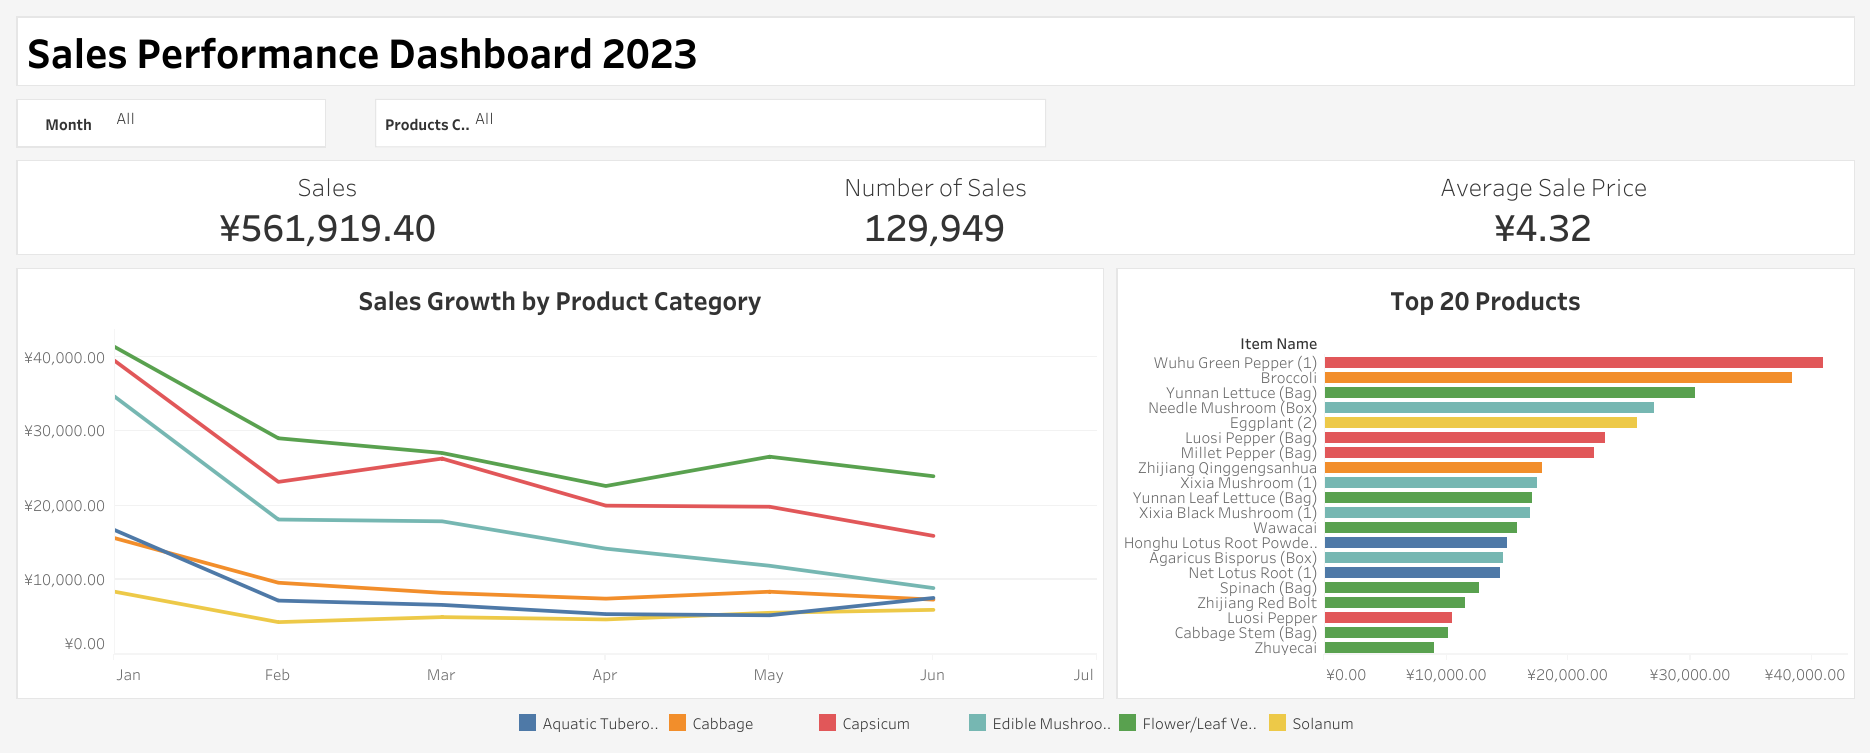 Sales Performance Dashboard 2023
Month All
Products C.. All
Sales
¥561,919.40
Number of Sales
129,949
Average Sale Price
¥4.32
Sales Growth by Product Category
¥40,000.00
¥30,000.00
¥20,000.00
¥10,000.00
¥0.00
Jan Feb Mar Apr May Jun Jul
Top 20 Products
Item Name
Wuhu Green Pepper (1)
Broccoli
Yunnan Lettuce (Bag)
Needle Mushroom (Box)
Eggplant (2)
Luosi Pepper (Bag)
Millet Pepper (Bag)
Zhijiang Qinggengsanhua
Xixia Mushroom (1)
Yunnan Leaf Lettuce (Bag)
Xixia Black Mushroom (1)
Wawacai
Honghu Lotus Root Powde..
Agaricus Bisporus (Box)
Net Lotus Root (1)
Spinach (Bag)
Zhijiang Red Bolt
Luosi Pepper
Cabbage Stem (Bag)
Zhuyecai
¥0.00 ¥10,000.00 ¥20,000.00 ¥30,000.00 ¥40,000.00
Aquatic Tubero.. Cabbage Capsicum Edible Mushroo.. Flower/Leaf Ve.. Solanum